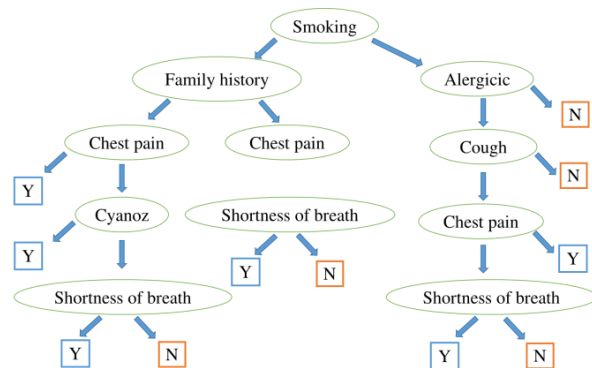 Smoking
Family history
Alergicic
N
Chest pain
Chest pain
Cough
N
Y
Cyanoz
Shortness of breath
Chest pain
Y
Y
N
Y
Shortness of breath
Shortness of breath
Y
N
Y
N